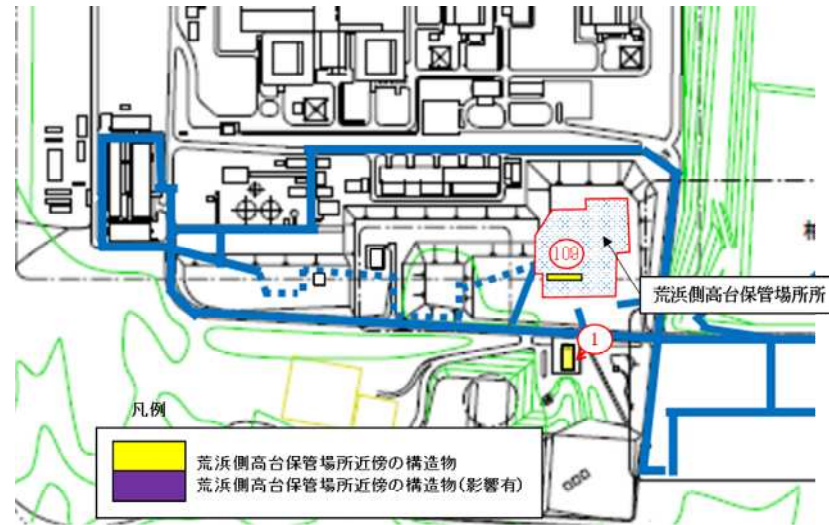 109
荒浜側高台保管場所所
1
凡例
荒浜側高台保管場所近傍の構造物
荒浜側高台保管場所近傍の構造物(影響有)